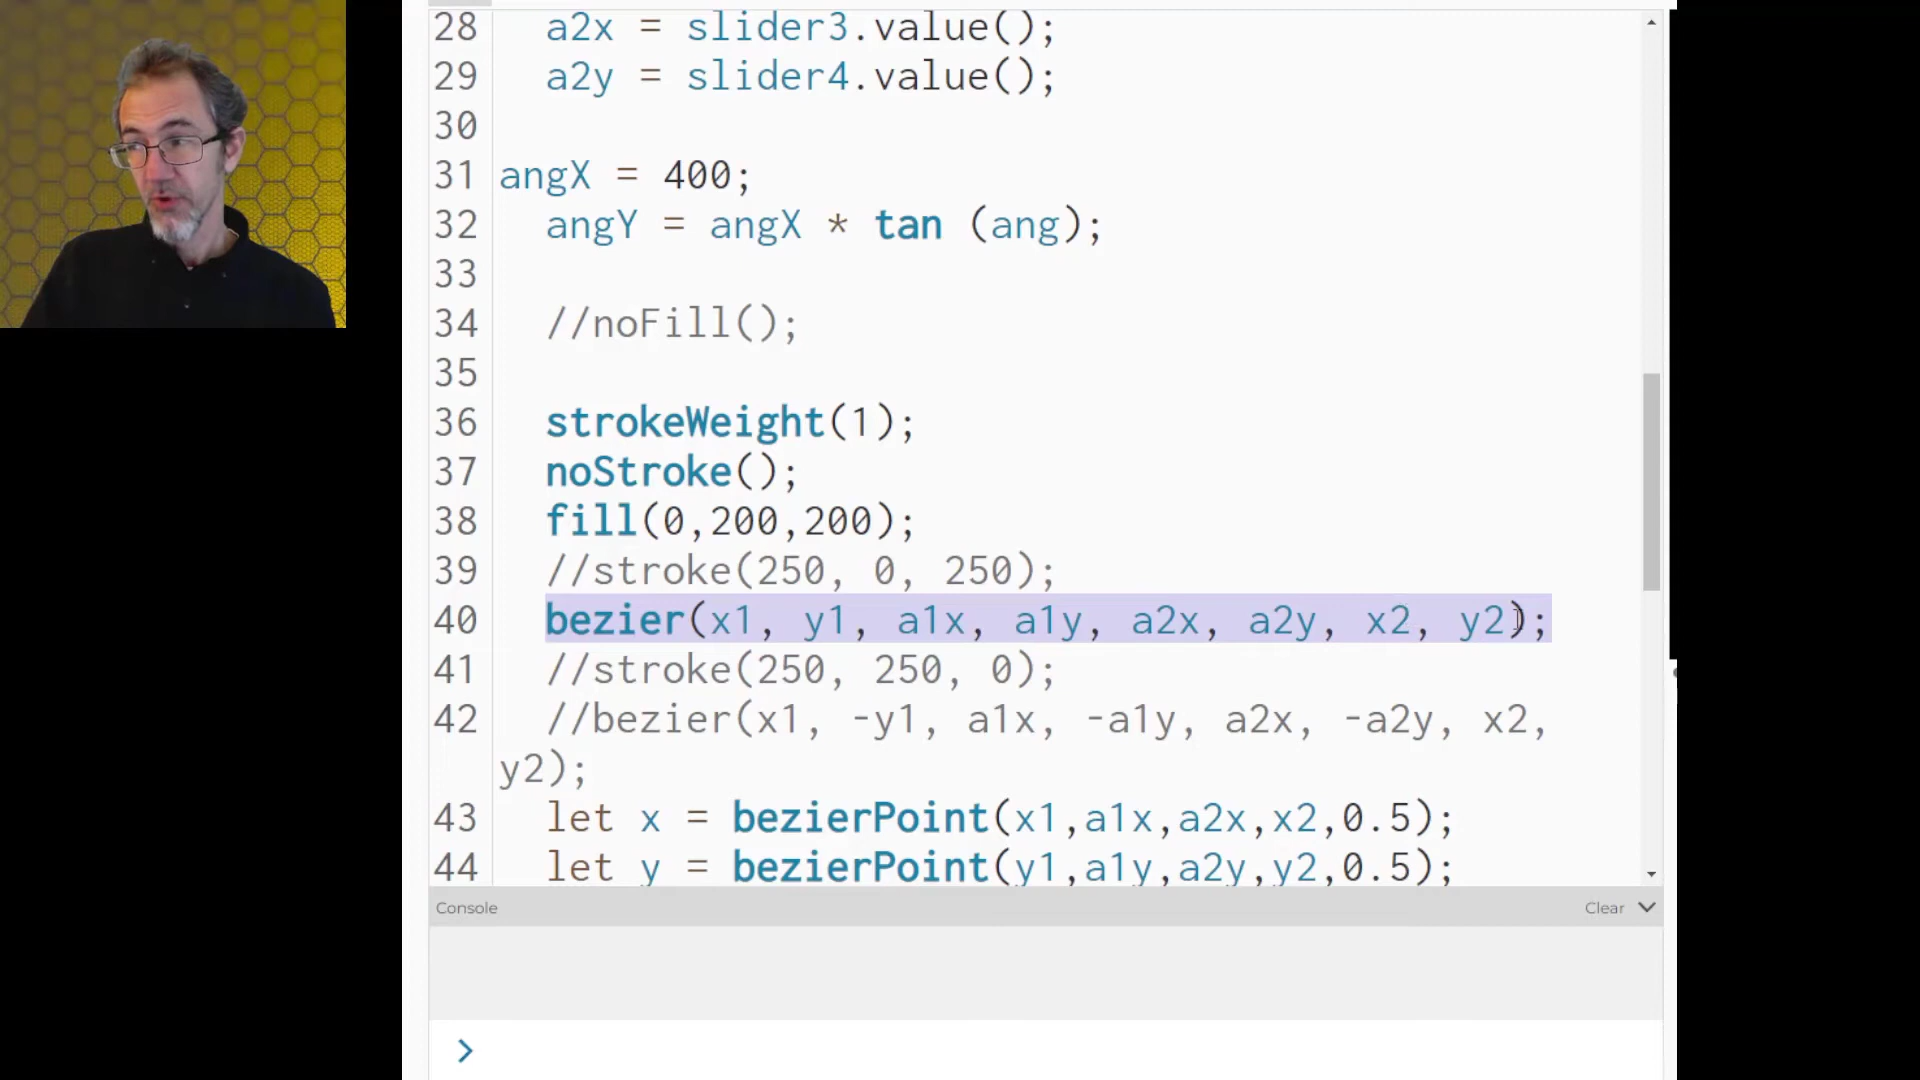 28 a2x = slider3.value();
29 a2y = slider4.value();
30
31 angX = 400;
32 angY = angX * tan (ang);
33
34 //noFill();
35
36 strokeWeight(1);
37 noStroke();
38 fill(0,200,200);
39 //stroke(250, 0, 250);
40 bezier(x1, y1, a1x, a1y, a2x, a2y, x2, y2);
41 //stroke(250, 250, 0);
42 //bezier(x1, -y1, a1x, -a1y, a2x, -a2y, x2,
y2);
43 let x = bezierPoint(x1,a1x,a2x,x2,0.5);
44 let y = bezierPoint(y1,a1y,a2y,y2,0.5);
Console Clear
>